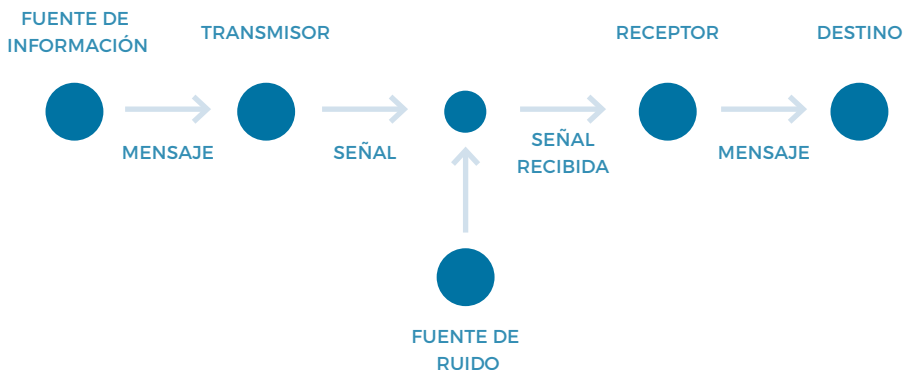 FUENTE DE
INFORMACIÓN
TRANSMISOR
RECEPTOR
DESTINO
MENSAJE
SEÑAL
SEÑAL
RECIBIDA
MENSAJE
FUENTE DE
RUIDO